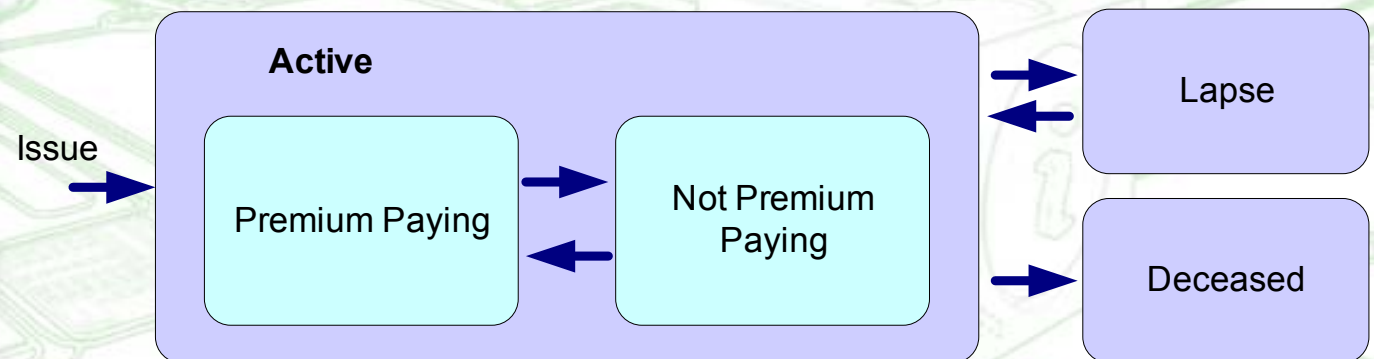 Active
Lapse
Issue
Premium Paying
Not Premium
Paying
Deceased